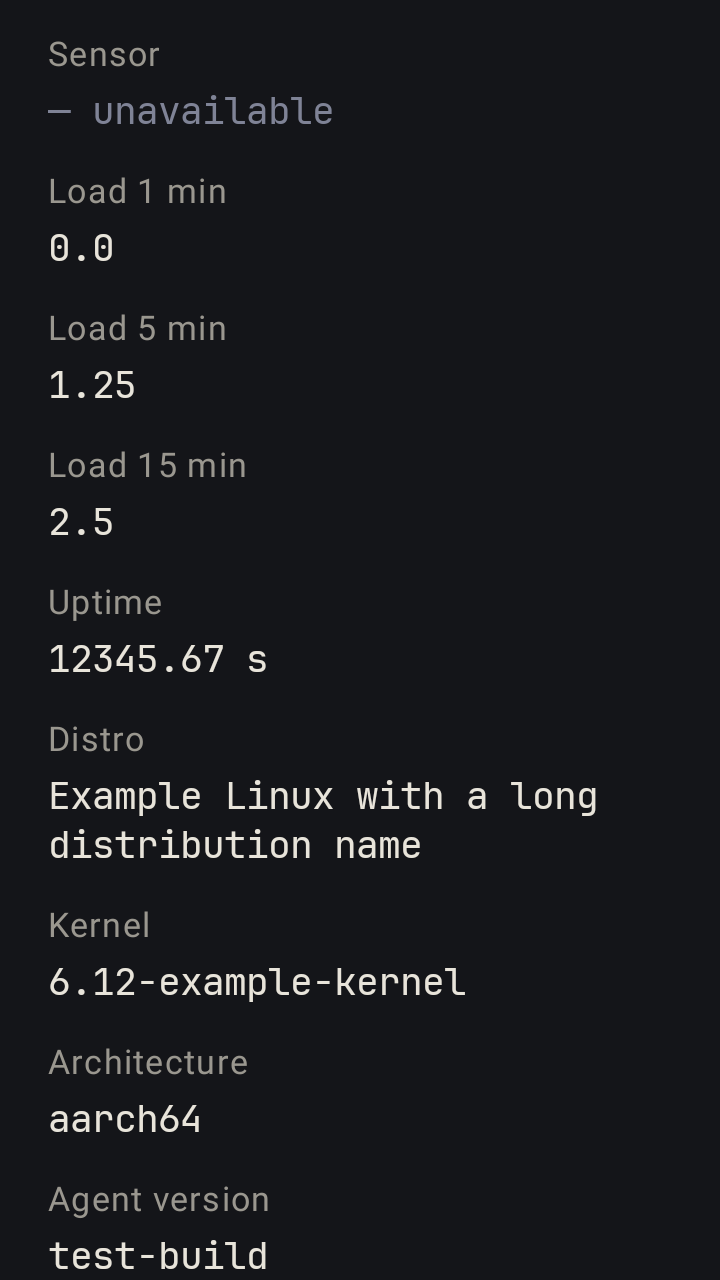 Sensor
— unavailable
Load 1 min
0.0
Load 5 min
1.25
Load 15 min
2.5
Uptime
12345.67 s
Distro
Example Linux with a long
distribution name
Kernel
6.12-example-kernel
Architecture
aarch64
Agent version
test-build